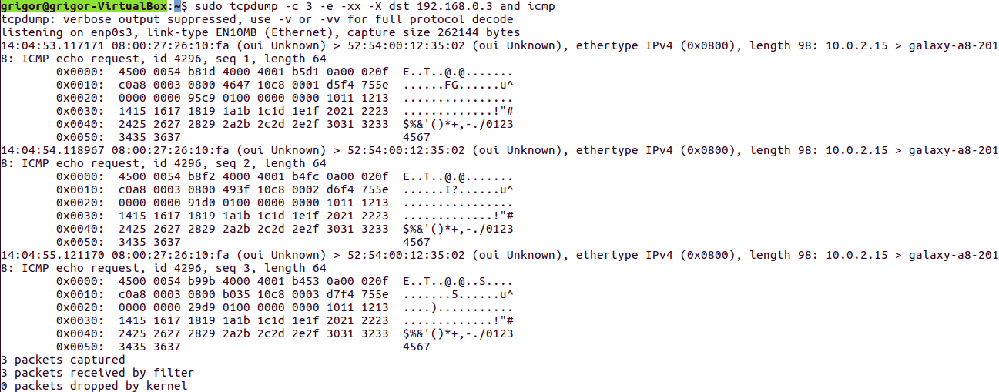 grigor@grigor-VirtualBox:~$ sudo tcpdump -c 3 -e -xx -X dst 192.168.0.3 and icmp
tcpdump: verbose output suppressed, use -v or -vv for full protocol decode
listening on enp0s3, link-type EN10MB (Ethernet), capture size 262144 bytes
14:04:53.117171 08:00:27:26:10:fa (oui Unknown) > 52:54:00:12:35:02 (oui Unknown), ethertype IPv4 (0x0800), length 98: 10.0.2.15 > galaxy-a8-201
8: ICMP echo request, id 4296, seq 1, length 64
0x0000:  4500 0054 b81d 4000 4001 b5d1 0a00 020f  E..T..@.@.......
0x0010:  c0a8 0003 0800 4647 10c8 0001 d5f4 755e  ......FG......u^
0x0020:  0000 0000 95c9 0100 0000 0000 1011 1213  ................
0x0030:  1415 1617 1819 1a1b 1c1d 1e1f 2021 2223  .............!"#
0x0040:  2425 2627 2829 2a2b 2c2d 2e2f 3031 3233  $%&'()*+,-./0123
0x0050:  3435 3637                                4567
14:04:54.118967 08:00:27:26:10:fa (oui Unknown) > 52:54:00:12:35:02 (oui Unknown), ethertype IPv4 (0x0800), length 98: 10.0.2.15 > galaxy-a8-201
8: ICMP echo request, id 4296, seq 2, length 64
0x0000:  4500 0054 b8f2 4000 4001 b4fc 0a00 020f  E..T..@.@.......
0x0010:  c0a8 0003 0800 493f 10c8 0002 d6f4 755e  ......I?......u^
0x0020:  0000 0000 91d0 0100 0000 0000 1011 1213  ................
0x0030:  1415 1617 1819 1a1b 1c1d 1e1f 2021 2223  .............!"#
0x0040:  2425 2627 2829 2a2b 2c2d 2e2f 3031 3233  $%&'()*+,-./0123
0x0050:  3435 3637                                4567
14:04:55.121170 08:00:27:26:10:fa (oui Unknown) > 52:54:00:12:35:02 (oui Unknown), ethertype IPv4 (0x0800), length 98: 10.0.2.15 > galaxy-a8-201
8: ICMP echo request, id 4296, seq 3, length 64
0x0000:  4500 0054 b99b 4000 4001 b453 0a00 020f  E..T..@.@..S....
0x0010:  c0a8 0003 0800 b035 10c8 0003 d7f4 755e  .......5......u^
0x0020:  0000 0000 29d9 0100 0000 0000 1011 1213  ....)...........
0x0030:  1415 1617 1819 1a1b 1c1d 1e1f 2021 2223  .............!"#
0x0040:  2425 2627 2829 2a2b 2c2d 2e2f 3031 3233  $%&'()*+,-./0123
0x0050:  3435 3637                                4567
3 packets captured
3 packets received by filter
0 packets dropped by kernel